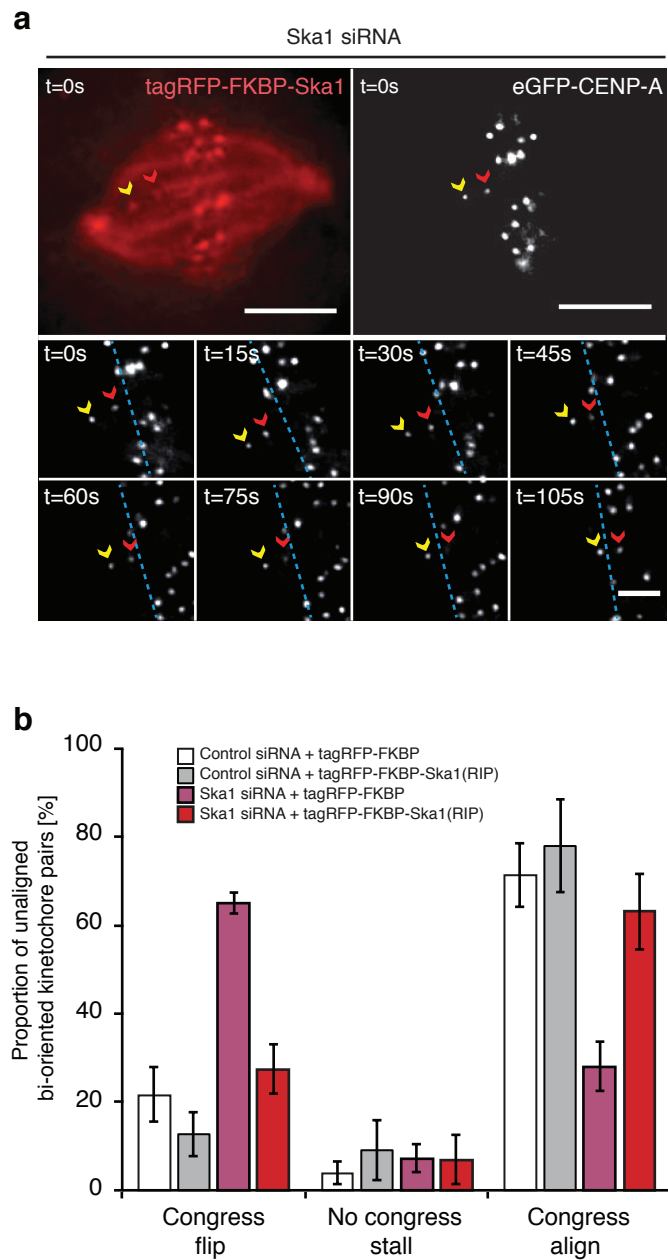 a
Ska1 siRNA
t=0s tagRFP-FKBP-Ska1
t=0s eGFP-CENP-A
t=0s t=15s t=30s t=45s
t=60s t=75s t=90s t=105s
b
Proportion of unaligned
bi-oriented kinetochore pairs [%]
100
80
60
40
20
0
Control siRNA + tagRFP-FKBP
Control siRNA + tagRFP-FKBP-Ska1(RIP)
Ska1 siRNA + tagRFP-FKBP
Ska1 siRNA + tagRFP-FKBP-Ska1(RIP)
Congress
flip
No congress
stall
Congress
align